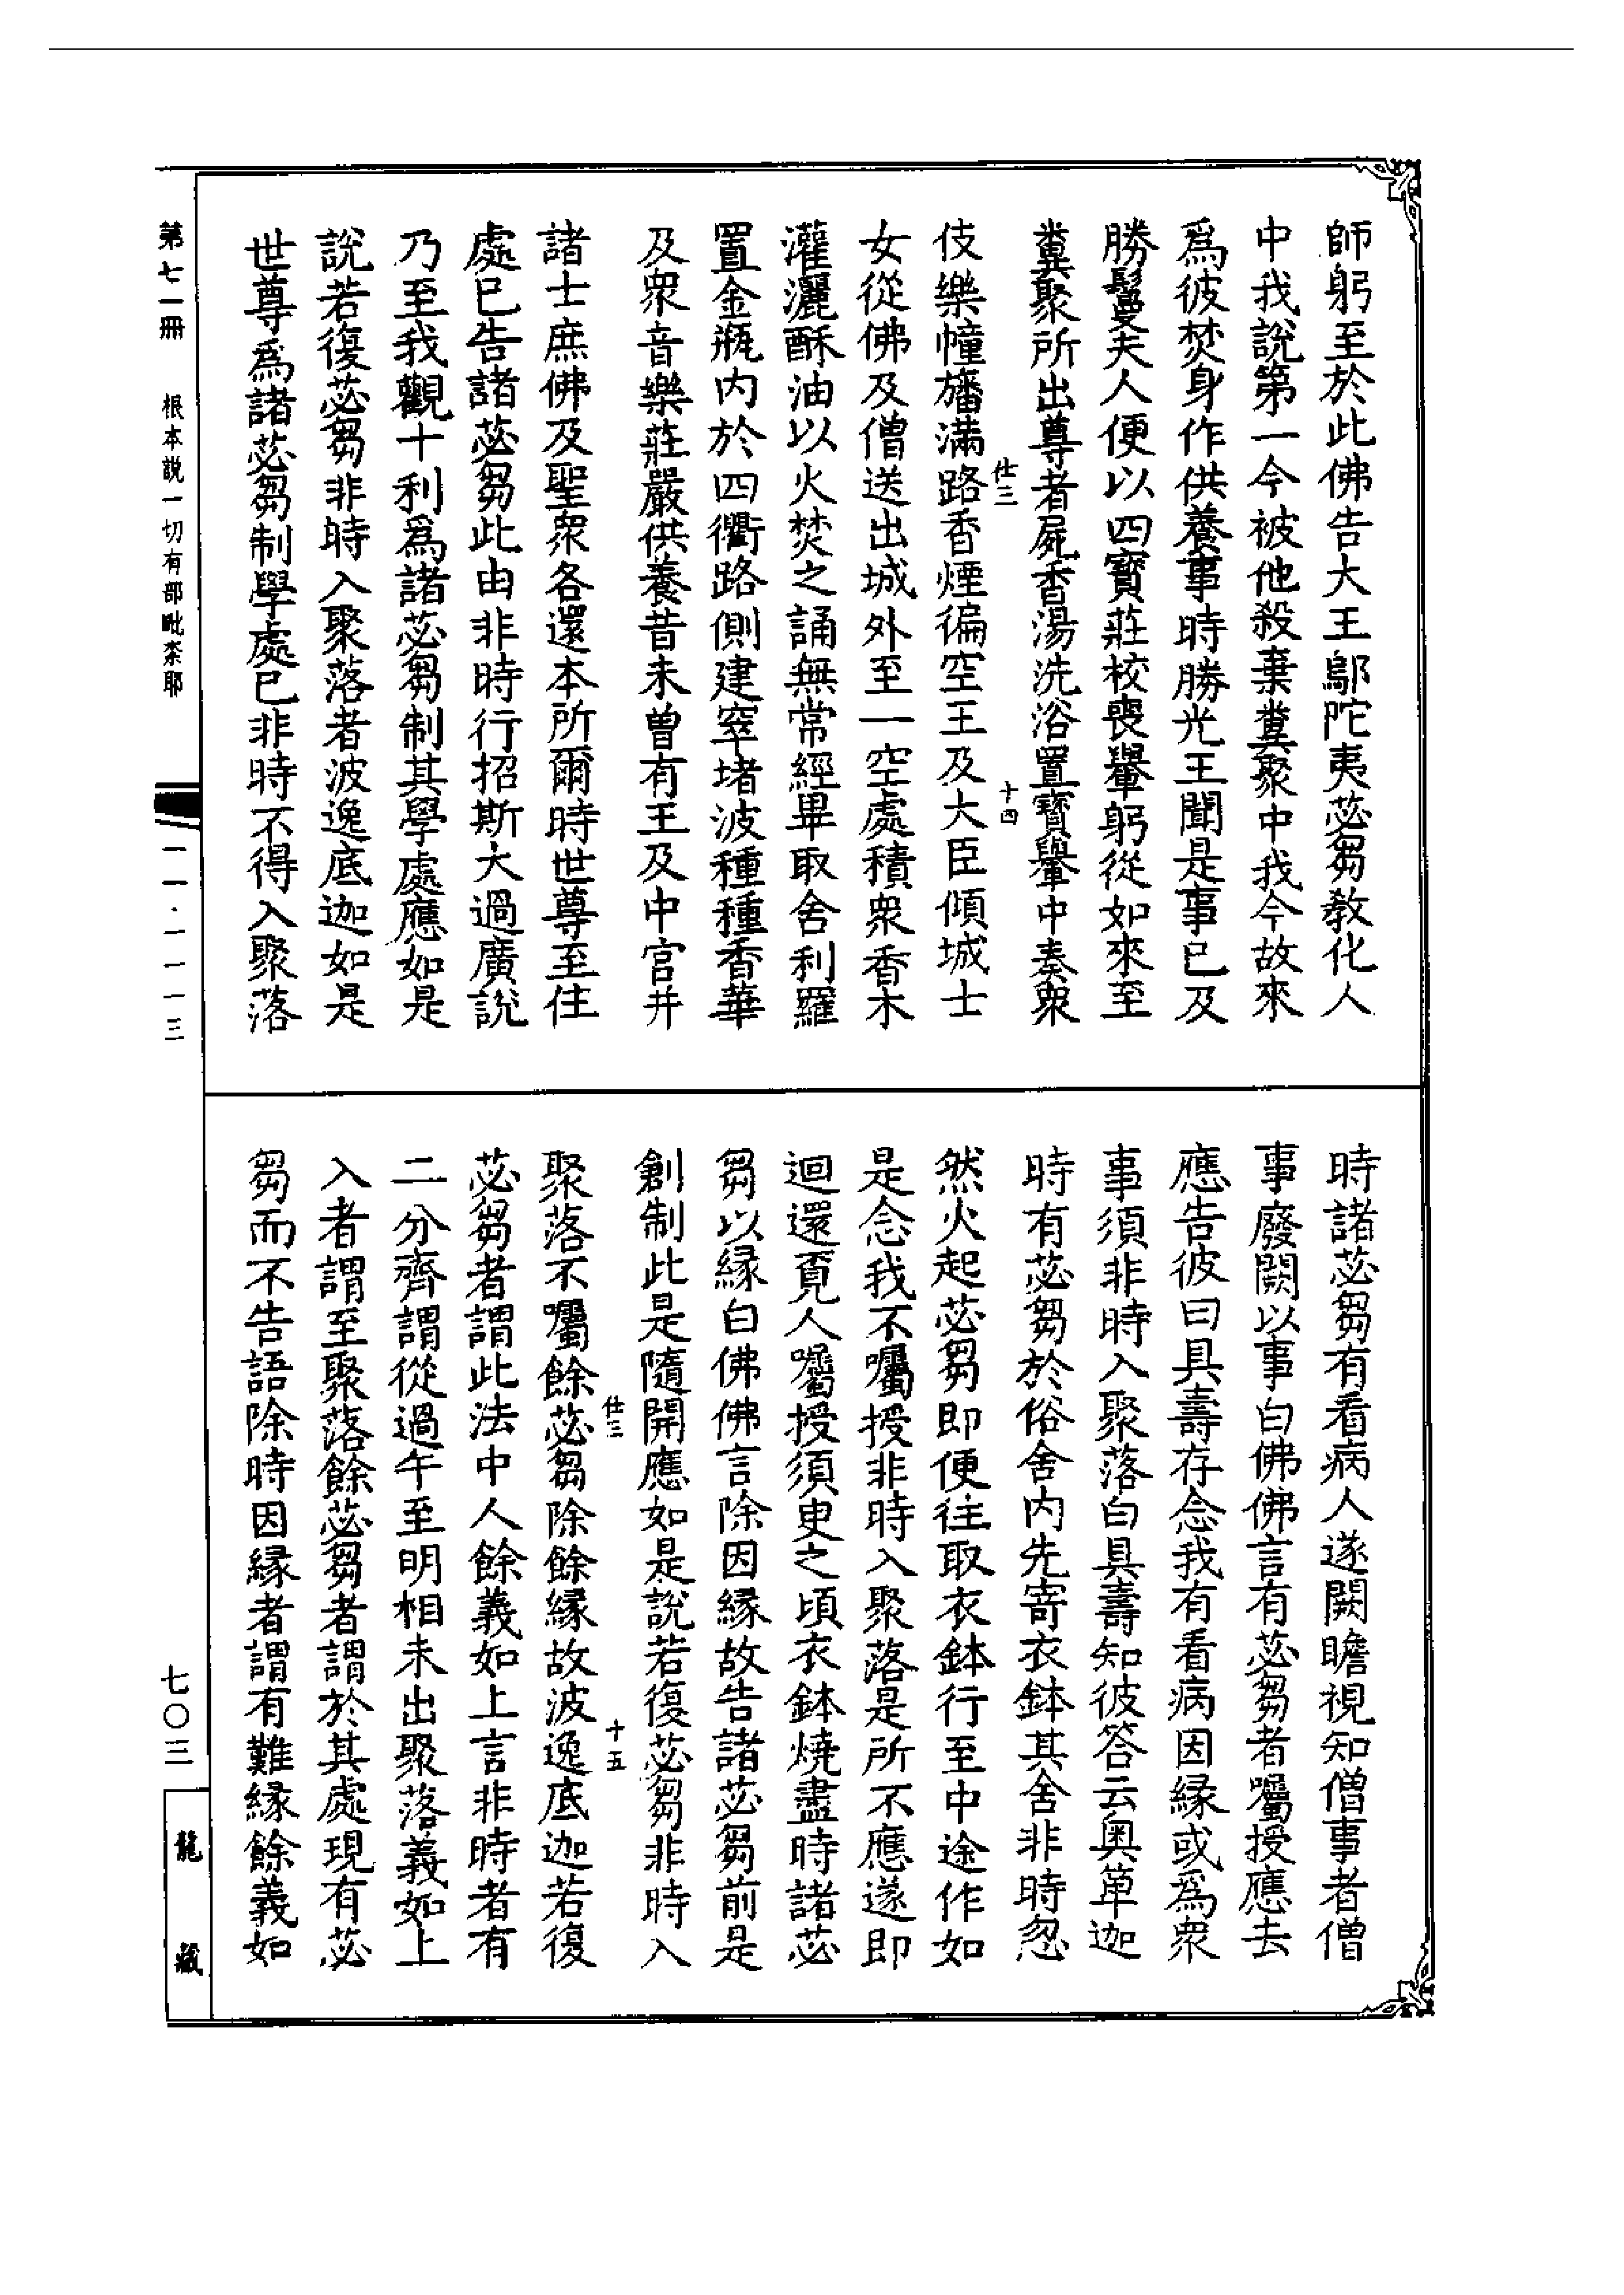 師躬至於此佛告大王鄔陀夷苾芻教化人
中我說第一今被他殺棄糞聚中我今故來
爲彼焚身作供養事時勝光王聞是事已及
勝鬘夫人便以四寶莊校喪轝躬從如來至
糞聚所出尊者屍香湯洗浴置寶轝中奏衆
仕三
十四
伎樂幢旛滿路香煙徧空王及大臣傾城士
女從佛及僧送出城外至一空處積衆香木
灌灑酥油以火焚之誦無常經畢取舍利羅
置金瓶内於四衢路側建窣堵波種種香華
及衆音樂莊嚴供養昔未曾有王及中宮并
諸士庶佛及聖衆各還本所爾時世尊至住
處已告諸苾芻此由非時行招斯大過廣說
乃至我觀十利爲諸苾芻制其學處應如是
說若復苾芻非時入聚落者波逸底迦如是
世尊爲諸苾芻制學處已非時不得入聚落
時諸苾芻有看病人遂闕瞻視知僧事者僧
事廢闕以事白佛佛言有苾芻者囑授應去
應告彼曰具壽存念我有看病因緣或爲衆
事須非時入聚落白具壽知彼答云奥箄迦
時有苾芻於俗舍内先寄衣鉢其舍非時忽
然火起苾芻即便往取衣鉢行至中途作如
是念我不囑授非時入聚落是所不應遂即
迴還覓人囑授須臾之頃衣鉢燒盡時諸苾
芻以緣白佛佛言除因緣故告諸苾芻前是
創制此是隨開應如是說若復苾芻非時入
仕三
十五
聚落不囑餘苾芻除餘緣故波逸底迦若復
苾芻者謂此法中人餘義如上言非時者有
二分齊謂從過午至明相未出聚落義如上
入者謂至聚落餘苾芻者謂於其處現有苾
芻而不告語除時因緣者謂有難緣餘義如
第七一冊
根本説一切有部毗柰耶
一一·一一一三
七〇三
龍藏